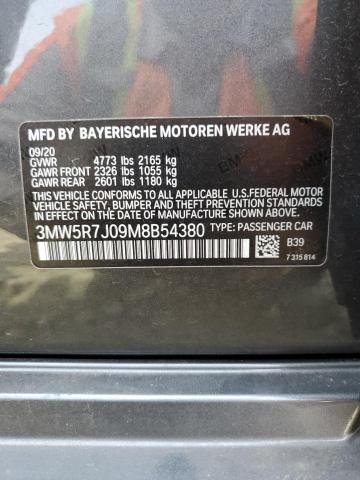 MFD BY BAYERISCHE MOTOREN WERKE AG
09/20
GVWR 4773 lbs 2165 kg
GAWR FRONT 2326 lbs 1055 kg
GAWR REAR 2601 lbs 1180 kg
THIS VEHICLE CONFORMS TO ALL APPLICABLE U.S.FEDERAL MOTOR
VEHICLE SAFETY, BUMPER AND THEFT PREVENTION STANDARDS
IN EFFECT ON THE DATE OF MANUFACTURE SHOWN ABOVE.
3MW5R7J09M8B54380 TYPE: PASSENGER CAR
B39
7 315 814